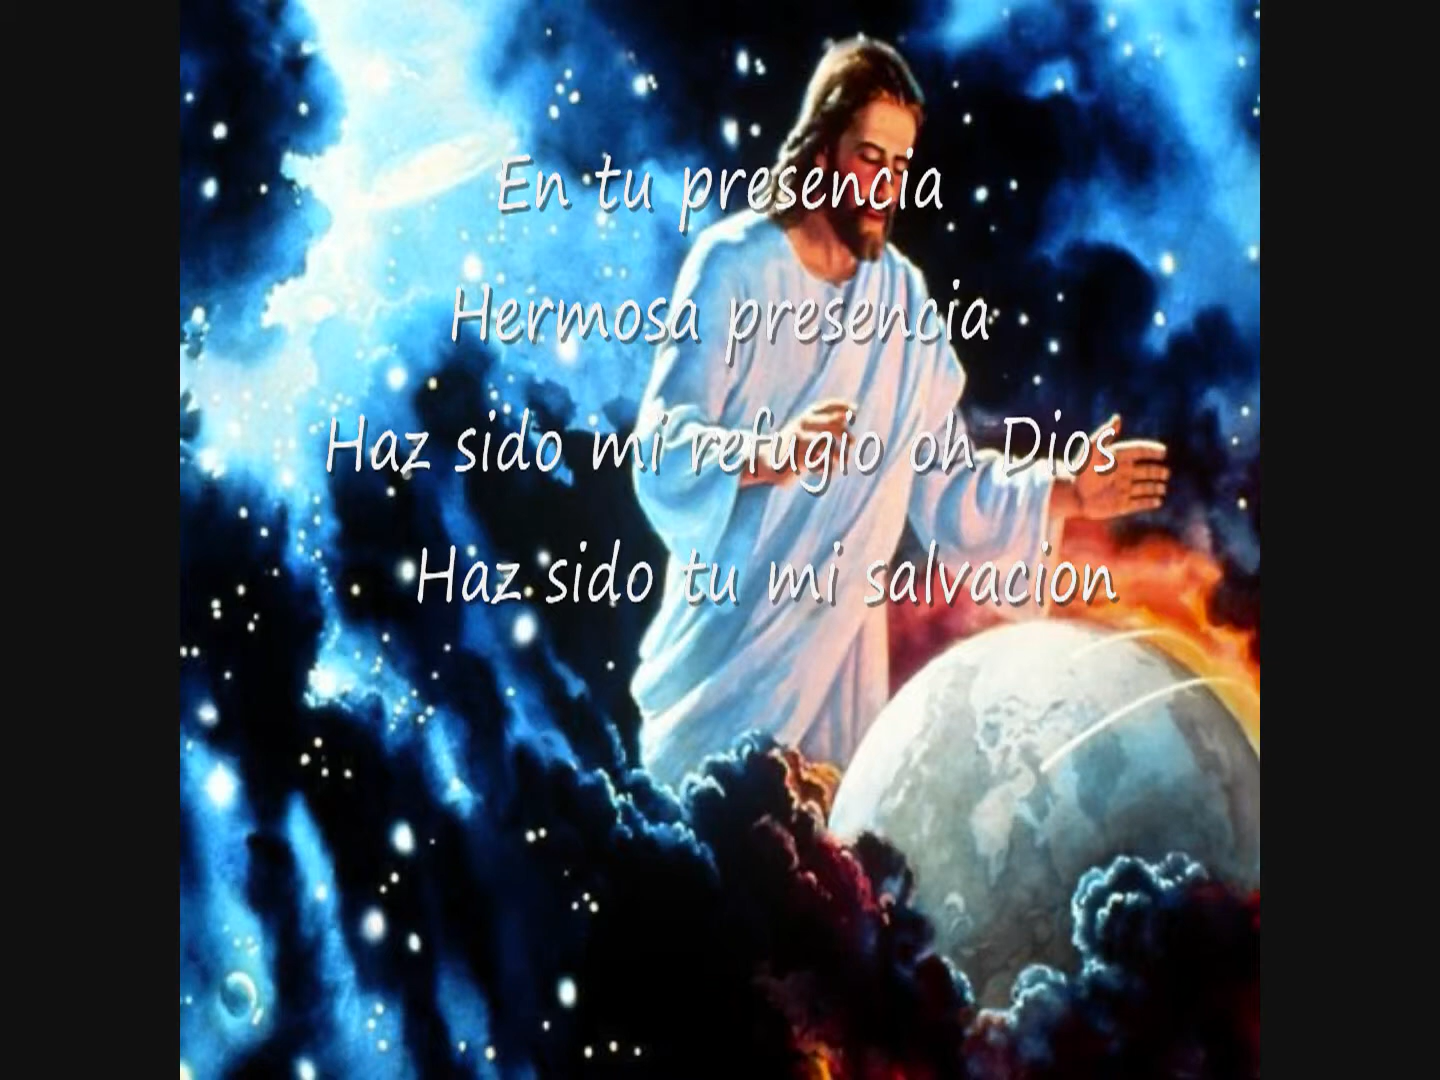 En tu presencia
Hermosa presencia
Haz sido mi refugio oh Dios
Haz sido tu mi salvacion